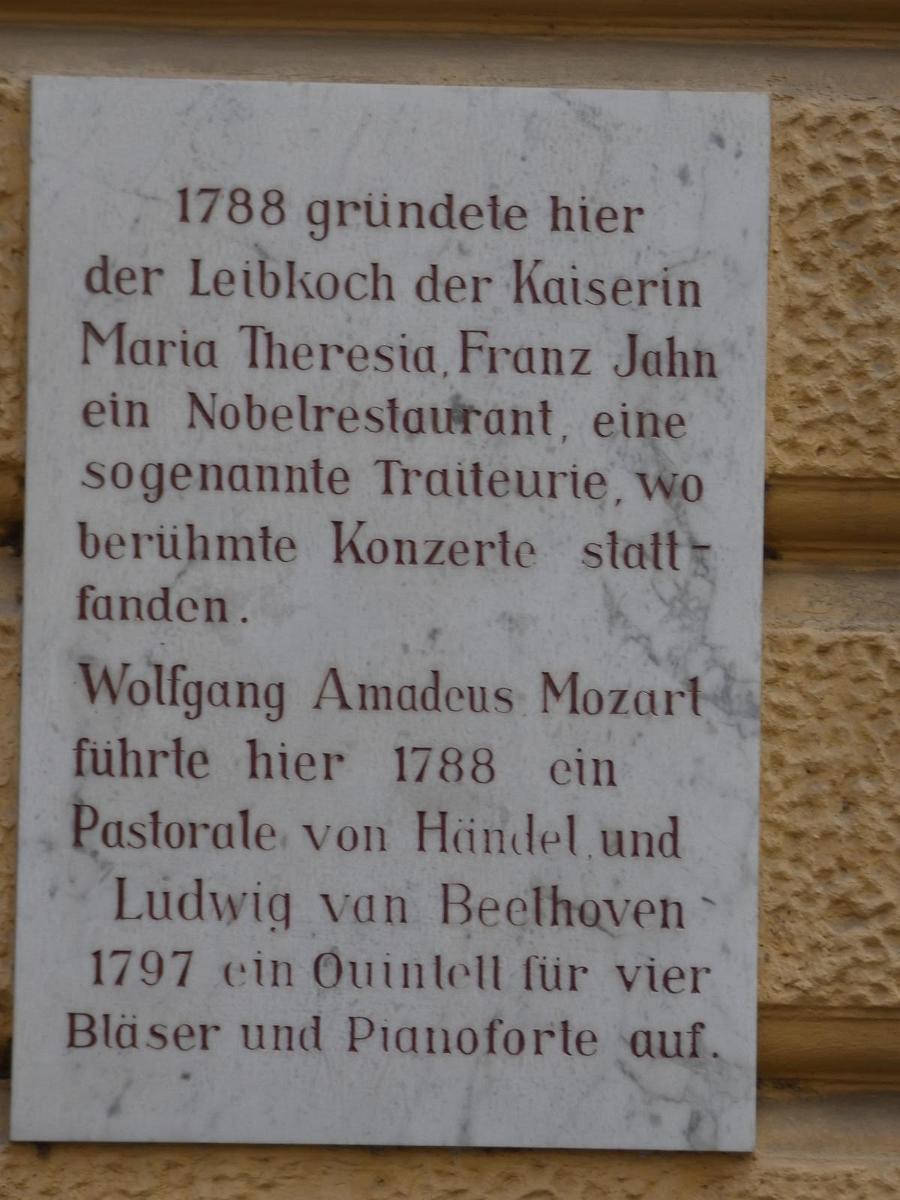 1788 gründete hier
der Leibkoch der Kaiserin
Maria Theresia, Franz Jahn
ein Nobelrestaurant, eine
sogenannte Traiteurie, wo
berühmte Konzerte statt-
fanden.
Wolfgang Amadeus Mozart
führte hier 1788 ein
Pastorale von Händel, und
Ludwig van Beethoven
1797 ein Quintett für vier
Bläser und Pianoforte auf.